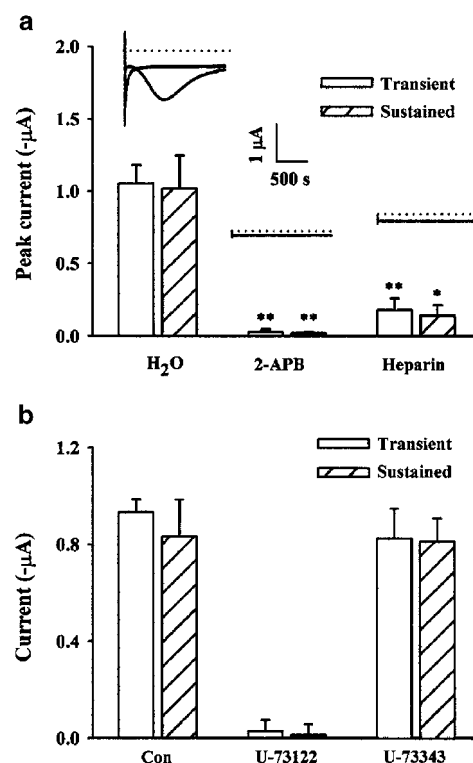 a
2.0
1.5
1.0
0.5
0.0
Peak current (-μA)
Transient
Sustained
1 μA
500 s
** **
** *
H2O 2-APB Heparin
b
1.2
0.8
0.4
0.0
Current (-μA)
Transient
Sustained
Con U-73122 U-73343